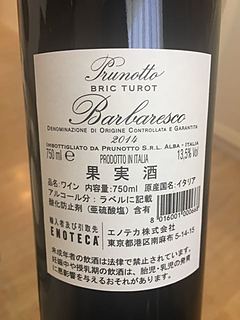 Prunotto
BRIC TUROT
Barbaresco
DENOMINAZIONE DI ORIGINE CONTROLLATA E GARANTITA
2014
IMBOTTIGLIATO DA PRUNOTTO S.R.L. ALBA - ITALIA
750 ml PRODOTTO IN ITALIA 13,5% VOL
果実酒
品名:ワイン 内容量:750ml 原産国名:イタリア
アルコール分:ラベルに記載
酸化防止剤(亜硫酸塩)含有
輸入者及び引取先
ENOTECA
エノテカ株式会社
東京都港区南麻布5-14-15
未成年者の飲酒は法律で禁止されています。
妊娠中や授乳期の飲酒は、胎児・乳児の発育
に悪影響を与えるおそれがあります。